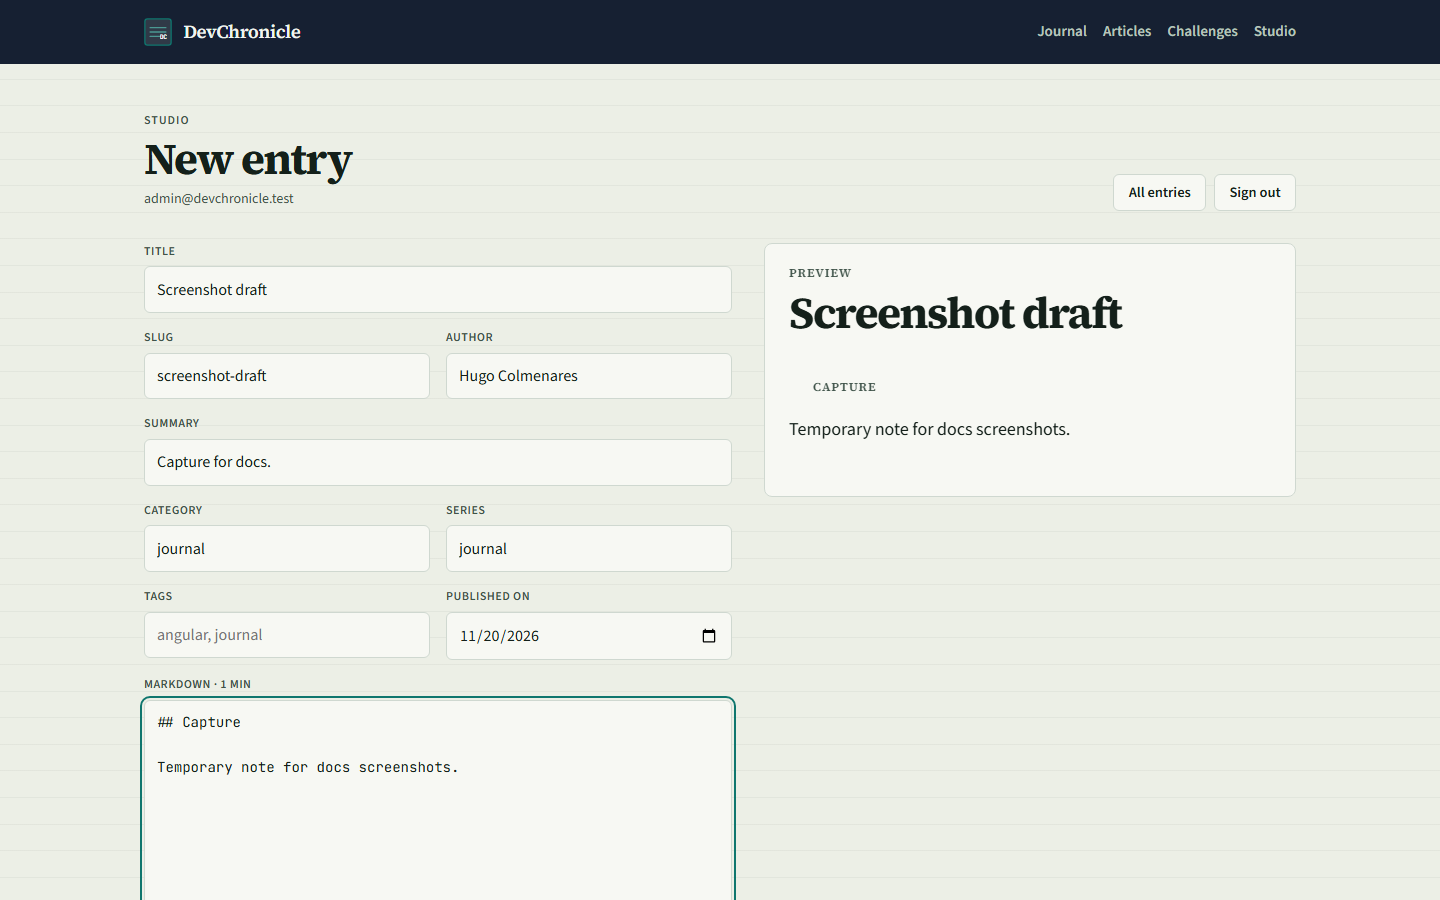 DC
DevChronicle
Journal Articles Challenges Studio
STUDIO
New entry
admin@devchronicle.test
All entries
Sign out
TITLE
Screenshot draft
SLUG
screenshot-draft
AUTHOR
Hugo Colmenares
SUMMARY
Capture for docs.
CATEGORY
journal
SERIES
journal
TAGS
angular, journal
PUBLISHED ON
11/20/2026
MARKDOWN · 1 MIN
## Capture
Temporary note for docs screenshots.
PREVIEW
Screenshot draft
CAPTURE
Temporary note for docs screenshots.